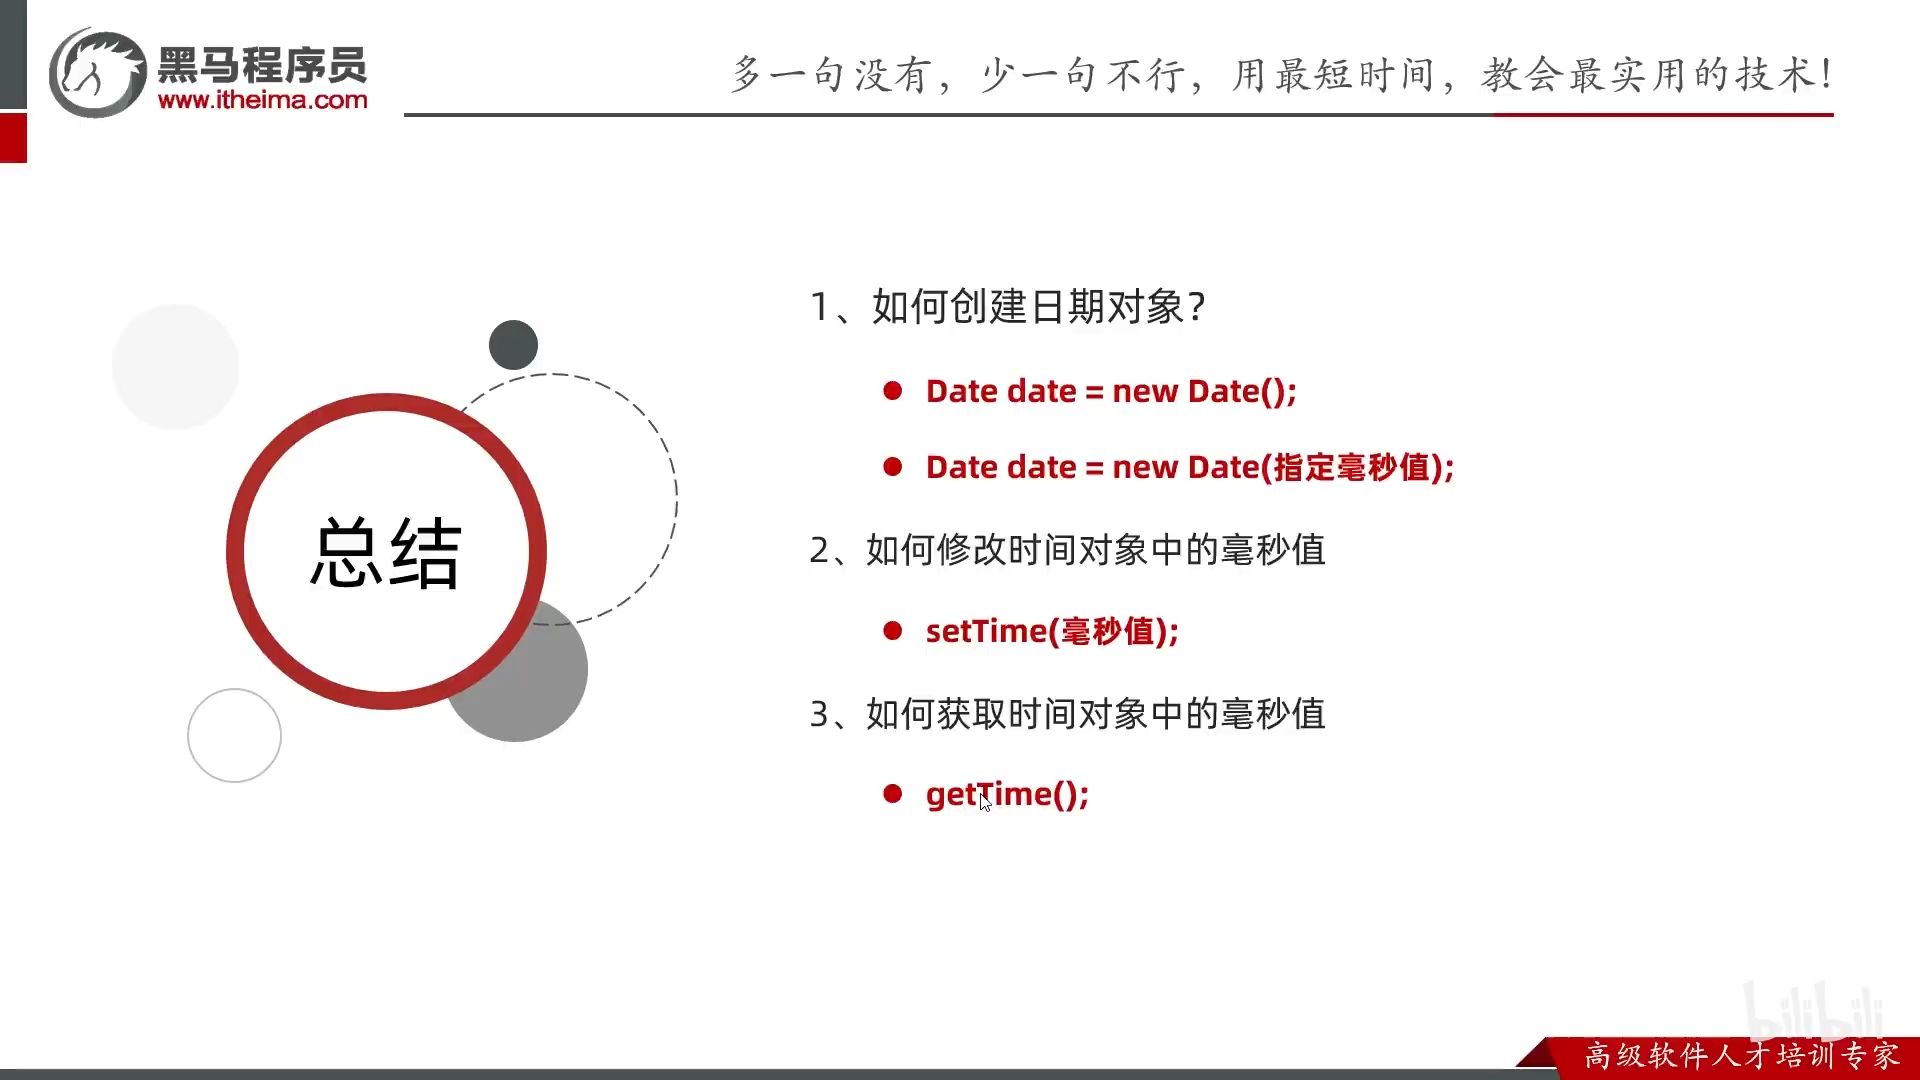 黑马程序员
www.itheima.com
多一句没有，少一句不行，用最短时间，教会最实用的技术！
总结
1、如何创建日期对象？
Date date = new Date();
Date date = new Date(指定毫秒值);
2、如何修改时间对象中的毫秒值
setTime(毫秒值);
3、如何获取时间对象中的毫秒值
getTime();
bilibili
高级软件人才培训专家